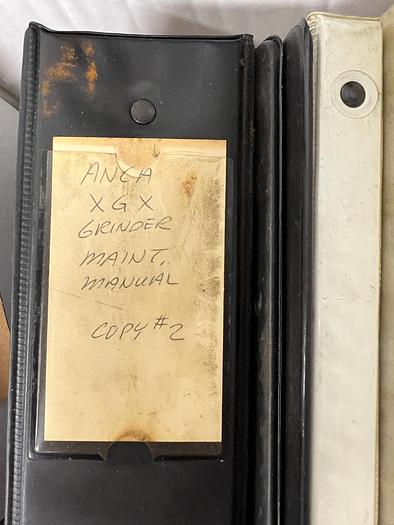 ANCA
XGX
GRINDER
MAINT.
MANUAL
COPY #2